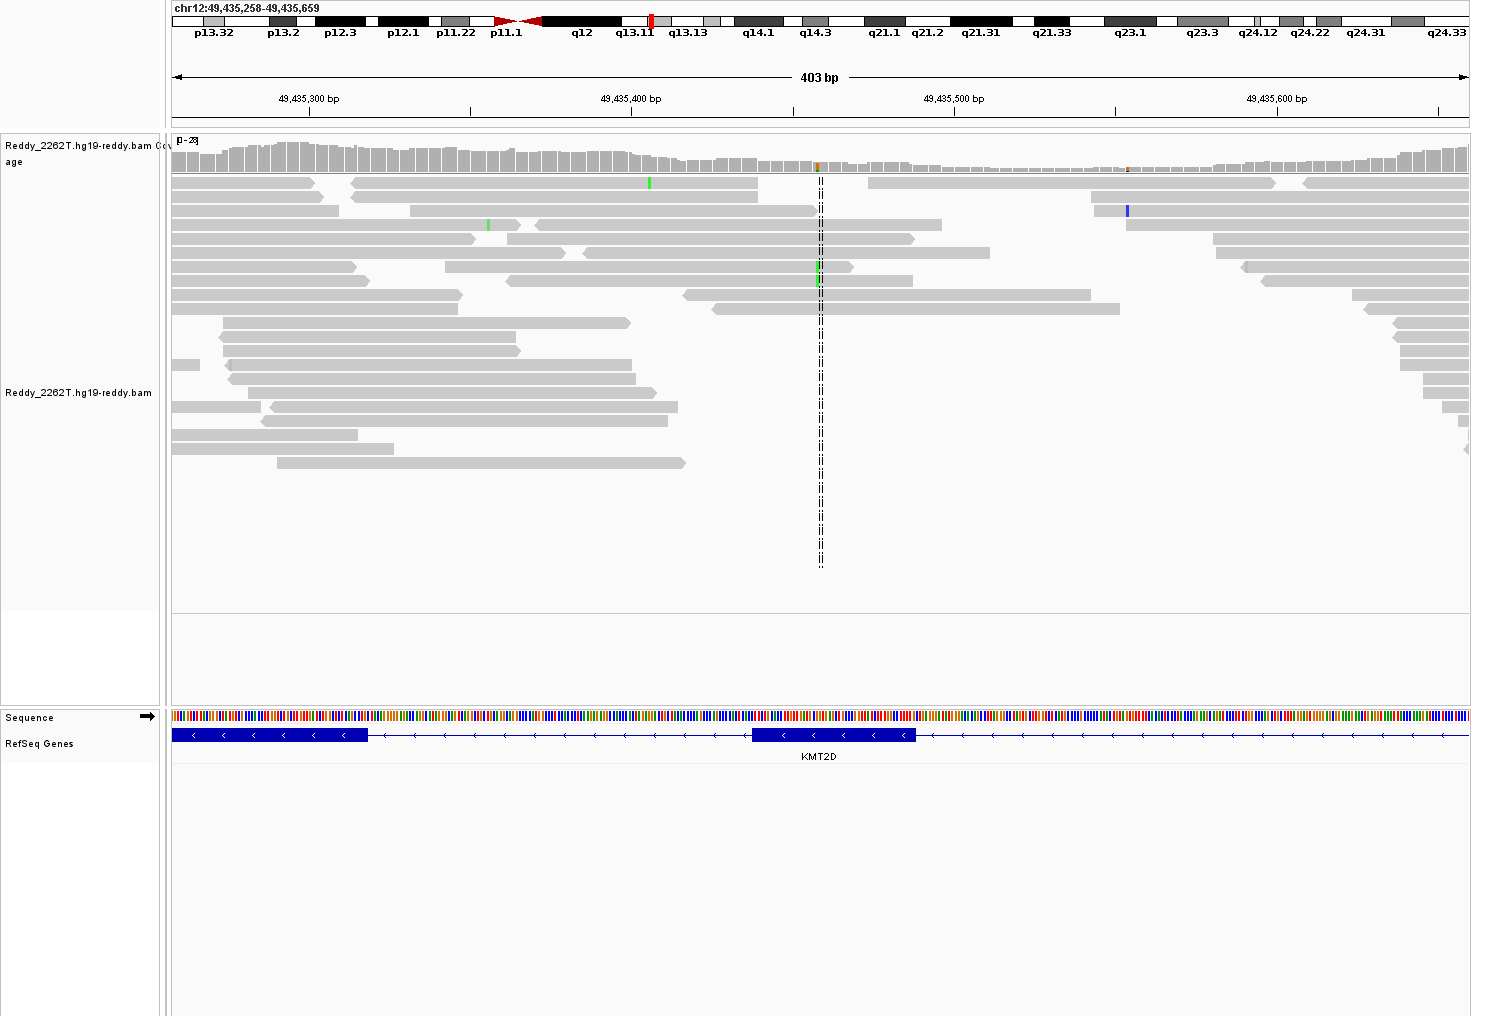 chr12:49,435,258-49,435,659
p13.32 p13.2 p12.3 p12.1 p11.22 p11.1 q12 q13.11 q13.13 q14.1 q14.3 q21.1 q21.2 q21.31 q21.33 q23.1 q23.3 q24.12 q24.22 q24.31 q24.33
403 bp
49,435,300 bp 49,435,400 bp 49,435,500 bp 49,435,600 bp
Reddy_2262T.hg19-reddy.bam Cov
age
Reddy_2262T.hg19-reddy.bam
Sequence
RefSeq Genes
KMT2D